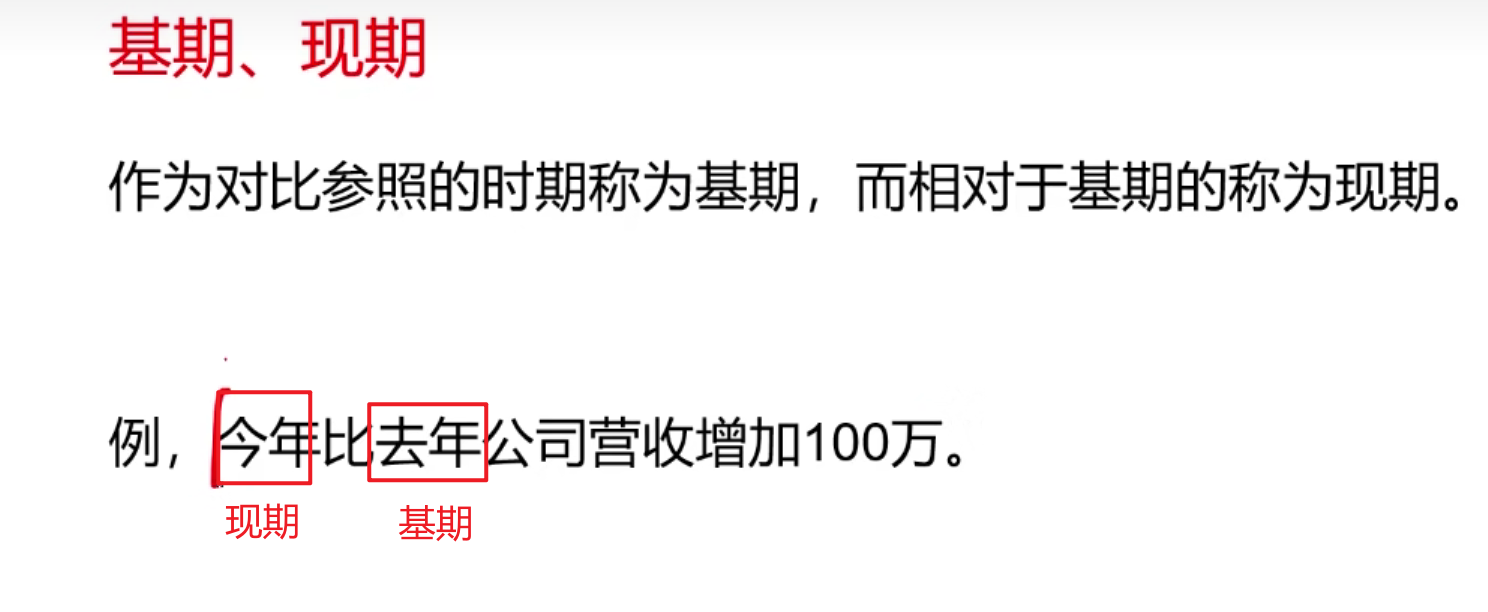 基期、现期
作为对比参照的时期称为基期，而相对于基期的称为现期。
例，今年比去年公司营收增加100万。
现期 基期